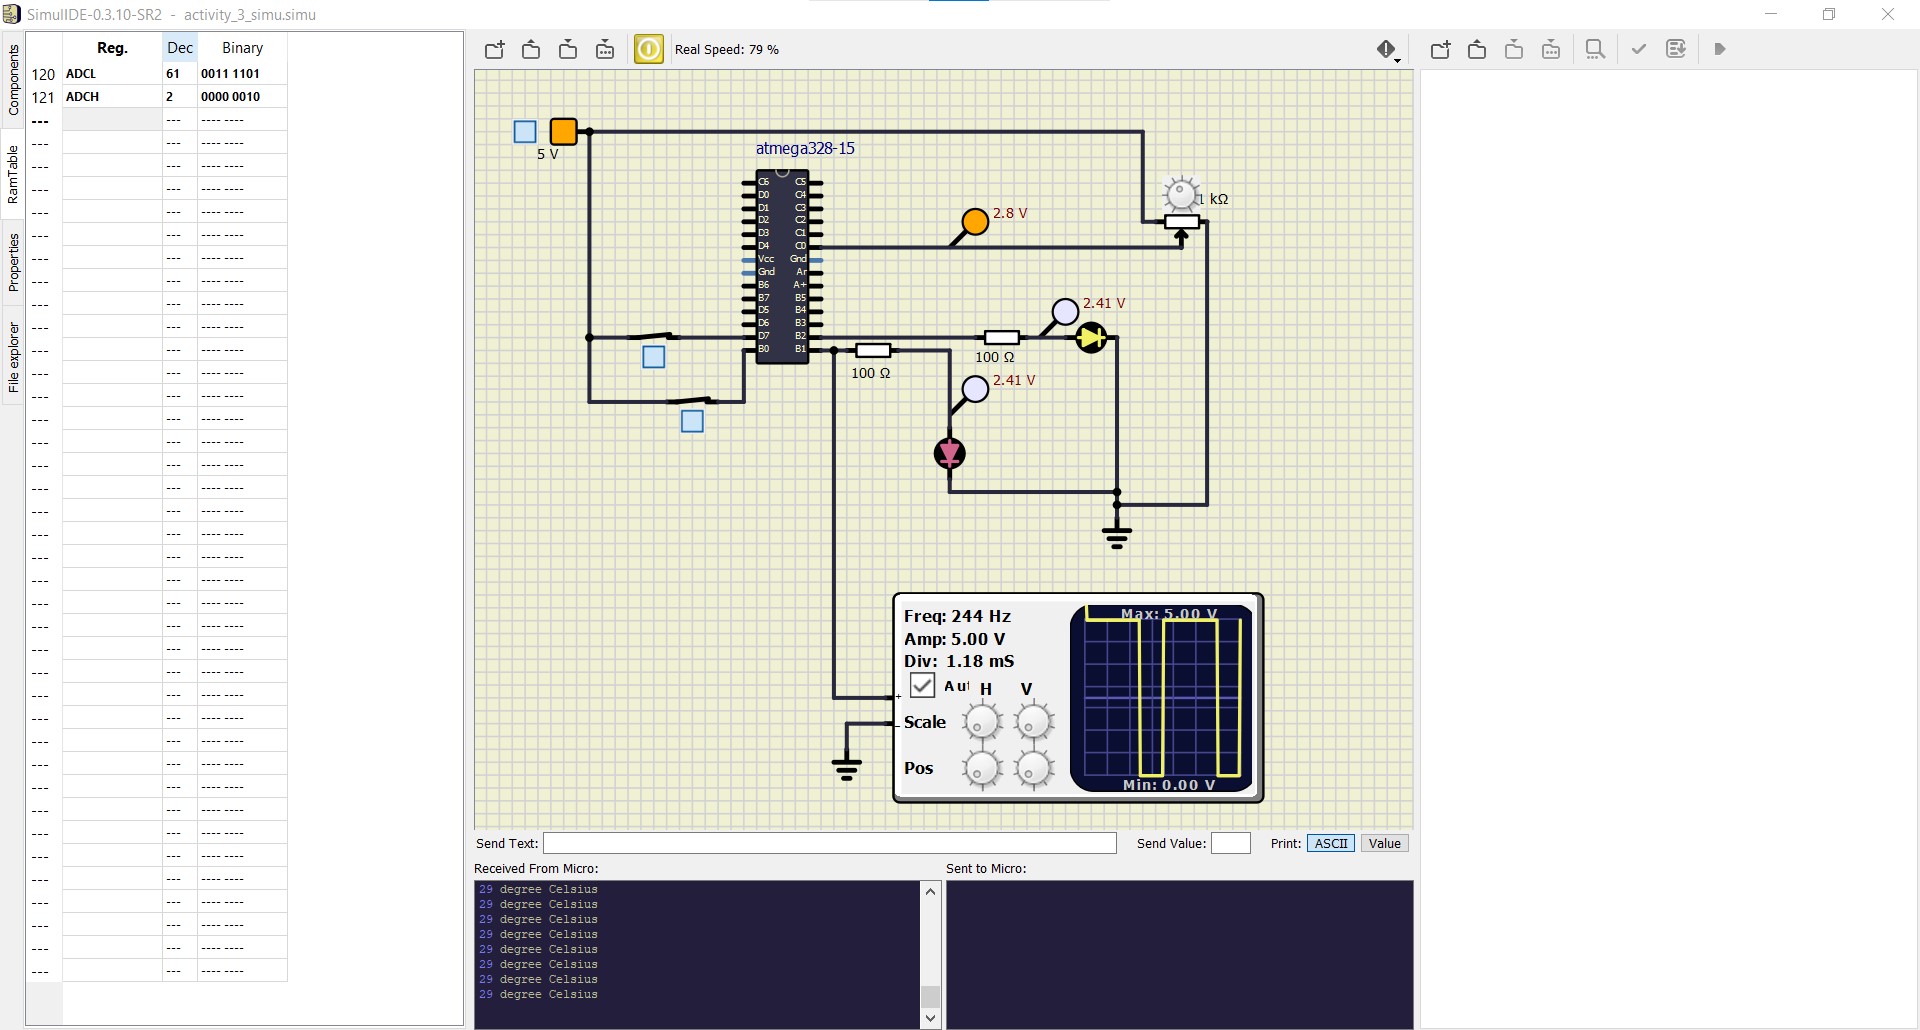 SimulIDE-0.3.10-SR2 - activity_3_simu.simu
Components
RamTable
Properties
File explorer
Reg. Dec Binary
120 ADCL 61 0011 1101
121 ADCH 2 0000 0010
Real Speed: 79 %
5 V
atmega328-15
C6 C5
D0 C4
D1 C3
D2 C2
D3 C1
D4 C0
Vcc Gnd
Gnd Ar
B6 A+
B7 B5
D5 B4
D6 B3
D7 B2
B0 B1
2.8 V
1 kΩ
2.41 V
100 Ω
100 Ω
2.41 V
Freq: 244 Hz
Amp: 5.00 V
Div: 1.18 mS
Aut H V
Scale
Pos
+
-
Max: 5.00 V
Min: 0.00 V
Send Text: Send Value: Print: ASCII Value
Received From Micro: Sent to Micro:
29 degree Celsius
29 degree Celsius
29 degree Celsius
29 degree Celsius
29 degree Celsius
29 degree Celsius
29 degree Celsius
29 degree Celsius